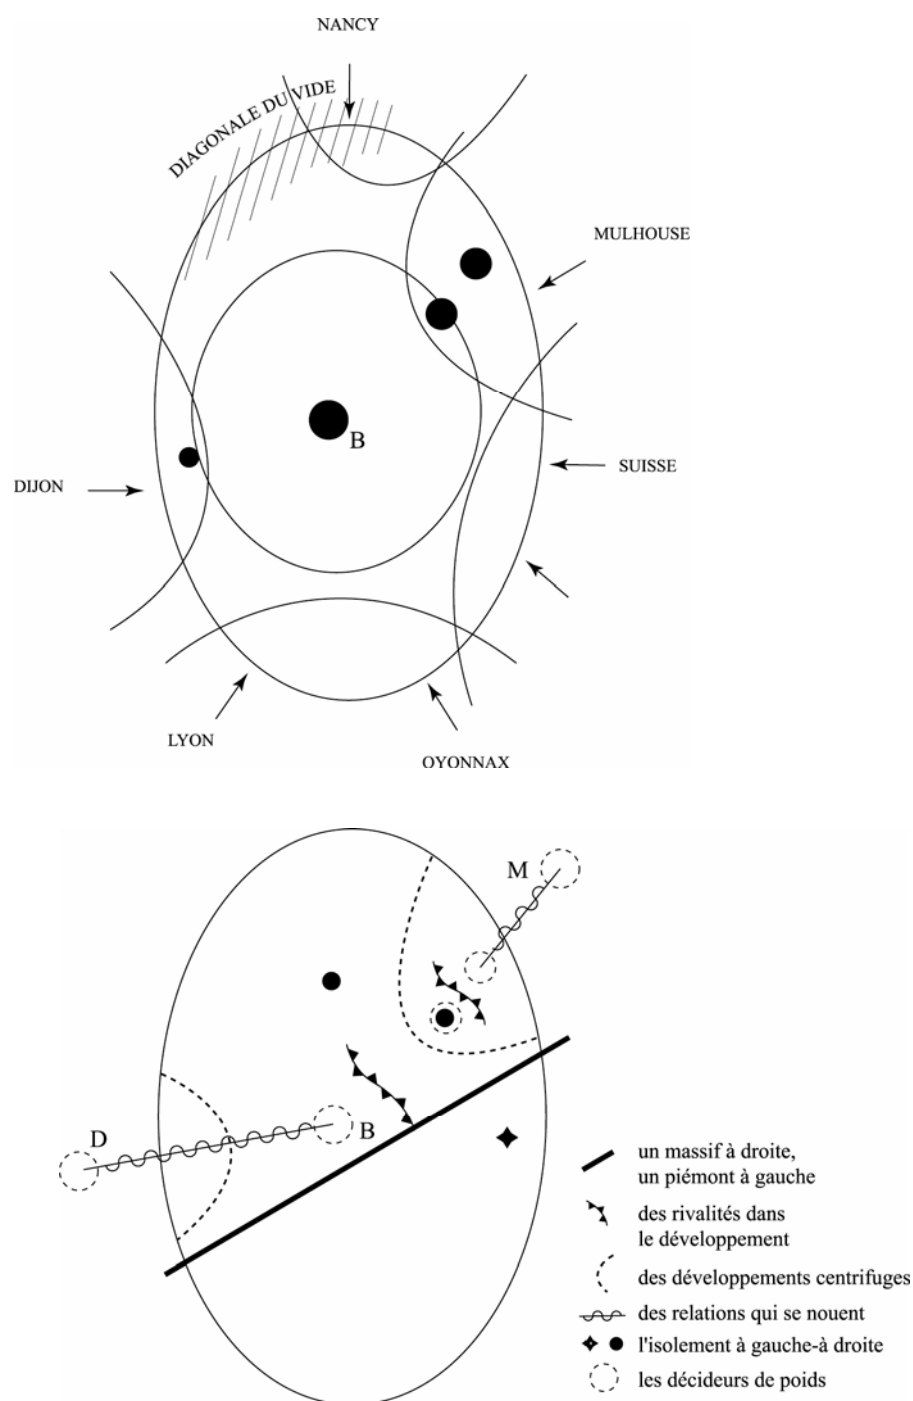 NANCY
DIAGONALE DU VIDE
MULHOUSE
B
SUISSE
DIJON
LYON
OYONNAX
M
D
B
un massif à droite,
un piémont à gauche
des rivalités dans
le développement
des développements centrifuges
des relations qui se nouent
l'isolement à gauche-à droite
les décideurs de poids